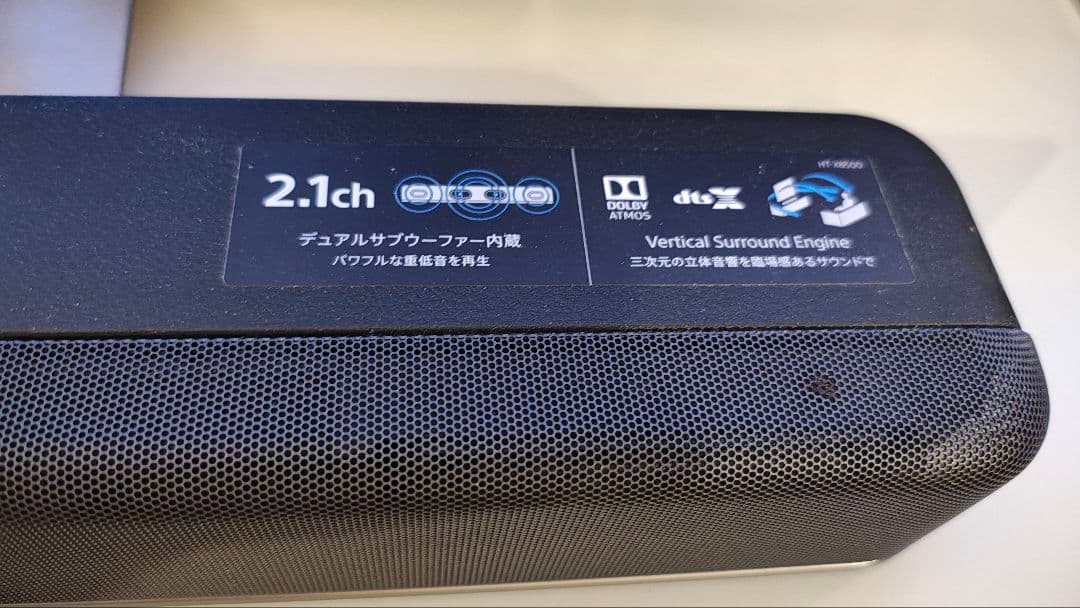 2.1ch
デュアルサブウーファー内蔵
パワフルな重低音を再生
HT-X8500
DOLBY
ATMOS
dts X
Vertical Surround Engine
三次元の立体音響を臨場感あるサウンドで